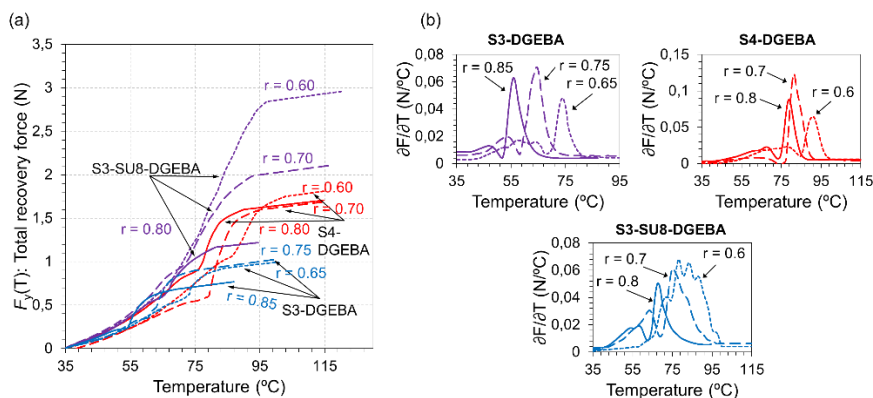 (a)
3,5
3
2,5
2
1,5
1
0,5
0
35
55
75
95
115
Fy(T): Total recovery force (N)
Temperature (ºC)
r = 0.60
S3-SU8-DGEBA
r = 0.70
r = 0.60
r = 0.70
r = 0.80
r = 0.80
S4-
DGEBA
r = 0.75
r = 0.65
r = 0.85
S3-DGEBA
(b)
S3-DGEBA
0,08
0,06
0,04
0,02
0,00
∂F/∂T (N/ºC)
r = 0.85
r = 0.75
r = 0.65
35
55
75
95
Temperature (ºC)
S4-DGEBA
0,15
0,10
0,05
0,00
∂F/∂T (N/ºC)
r = 0.7
r = 0.8
r = 0.6
35
55
75
95
115
Temperature (ºC)
S3-SU8-DGEBA
0,08
0,06
0,04
0,02
0
∂F/∂T (N/ºC)
r = 0.7
r = 0.6
r = 0.8
35
55
75
95
115
Temperature (ºC)